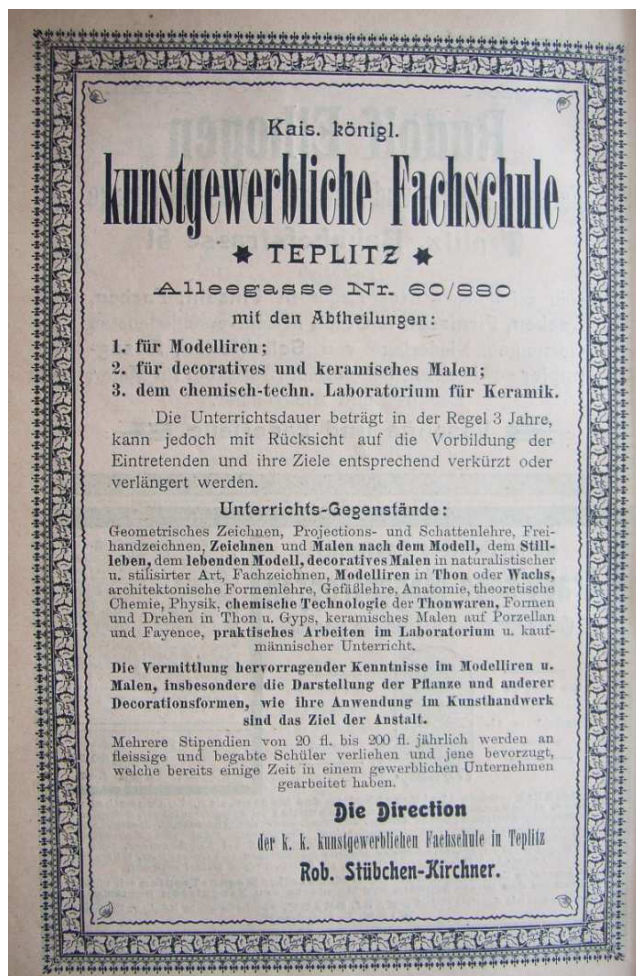 Kais. königl.
kunstgewerbliche Fachschule
TEPLITZ
Alleegasse Nr. 60/880
mit den Abtheilungen:
1. für Modelliren;
2. für decoratives und keramisches Malen;
3. dem chemisch-techn. Laboratorium für Keramik.
Die Unterrichtsdauer beträgt in der Regel 3 Jahre,
kann jedoch mit Rücksicht auf die Vorbildung der
Eintretenden und ihre Ziele entsprechend verkürzt oder
verlängert werden.
Unterrichts-Gegenstände:
Geometrisches Zeichnen, Projections- und Schattenlehre, Frei-
handzeichnen, Zeichnen und Malen nach dem Modell, dem Still-
leben, dem lebenden Modell, decoratives Malen in naturalistischer
u. stilisirter Art, Fachzeichnen, Modelliren in Thon oder Wachs,
architektonische Formenlehre, Gefäßlehre, Anatomie, theoretische
Chemie, Physik, chemische Technologie der Thonwaren, Formen
und Drehen in Thon u. Gyps, keramisches Malen auf Porzellan
und Fayence, praktisches Arbeiten im Laboratorium u. kauf-
männischer Unterricht.
Die Vermittlung hervorragender Kenntnisse im Modelliren u.
Malen, insbesondere die Darstellung der Pflanze und anderer
Decorationsformen, wie ihre Anwendung im Kunsthandwerk
sind das Ziel der Anstalt.
Mehrere Stipendien von 20 fl. bis 200 fl. jährlich werden an
fleissige und begabte Schüler verliehen und jene bevorzugt,
welche bereits einige Zeit in einem gewerblichen Unternehmen
gearbeitet haben.
Die Direction
der k. k. kunstgewerblichen Fachschule in Teplitz
Rob. Stübchen-Kirchner.